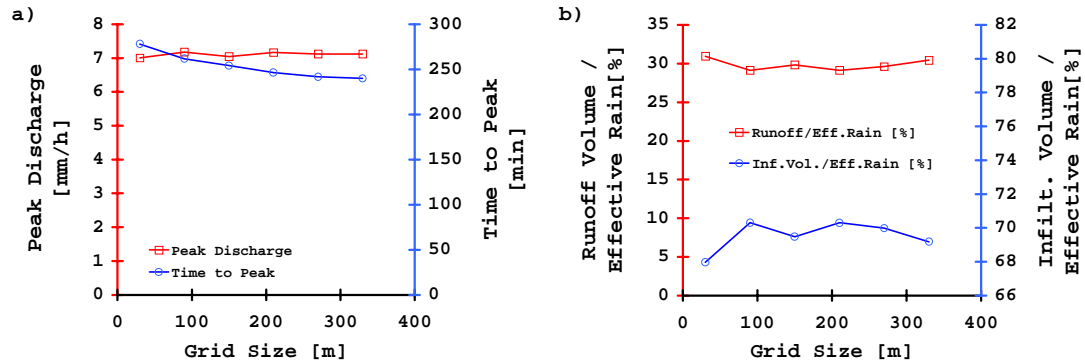 a)
8
7
6
5
4
3
2
1
0
Peak Discharge
[mm/h]
300
250
200
150
100
50
0
Time to Peak
[min]
Peak Discharge
Time to Peak
0
100
200
300
400
Grid Size [m]
b)
35
30
25
20
15
10
5
0
Runoff Volume /
Effective Rain[%]
82
80
78
76
74
72
70
68
66
Infilt. Volume /
Effective Rain[%]
Runoff/Eff.Rain [%]
Inf.Vol./Eff.Rain [%]
0
100
200
300
400
Grid Size [m]